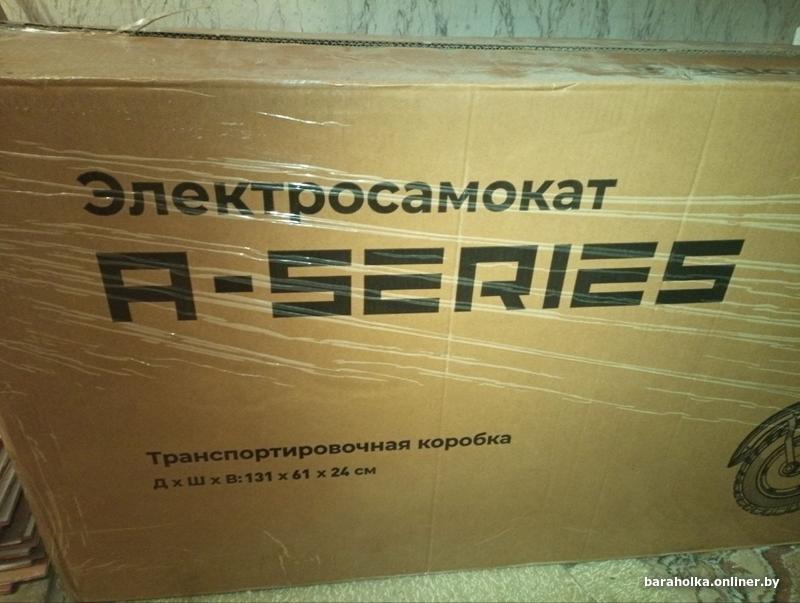 Электросамокат
A-SERIES
Транспортировочная коробка
Д х Ш х В: 131 х 61 х 24 см
baraholka.onliner.by